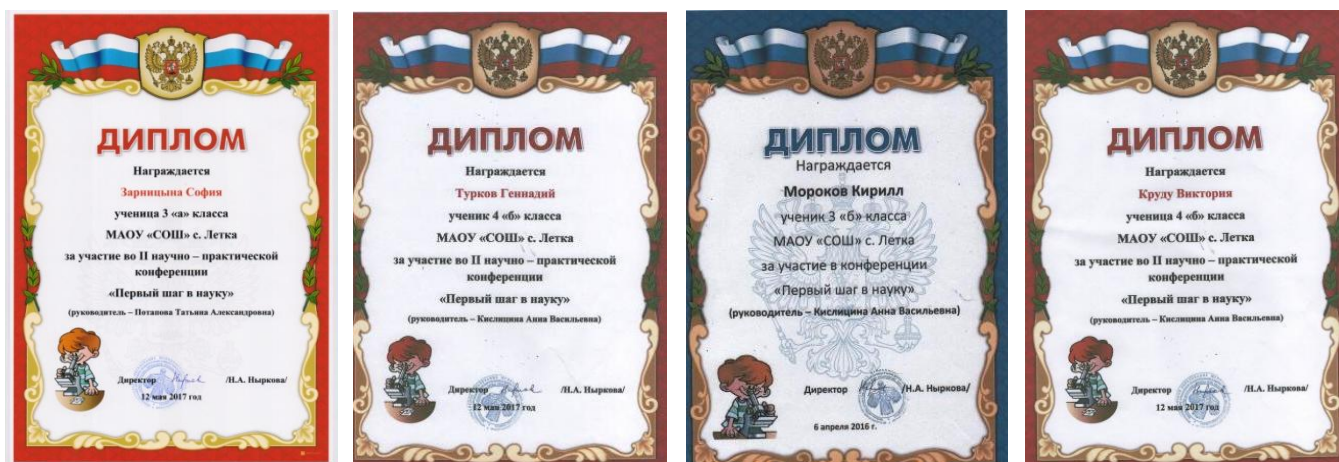 ДИПЛОМ
Награждается
Зарницына София
ученица 3 «а» класса
МАОУ «СОШ» с. Летка
за участие во II научно – практической
конференции
«Первый шаг в науку»
(руководитель – Потапова Татьяна Александровна)
Директор /Н.А. Ныркова/
12 мая 2017 год
ДИПЛОМ
Награждается
Турков Геннадий
ученик 4 «б» класса
МАОУ «СОШ» с. Летка
за участие во II научно – практической
конференции
«Первый шаг в науку»
(руководитель – Кислицина Анна Васильевна)
Директор /Н.А. Ныркова/
12 мая 2017 год
ДИПЛОМ
Награждается
Мороков Кирилл
ученик 3 «б» класса
МАОУ «СОШ» с. Летка
за участие в конференции
«Первый шаг в науку»
(руководитель – Кислицина Анна Васильевна)
Директор /Н.А. Ныркова/
6 апреля 2016 г.
ДИПЛОМ
Награждается
Круду Виктория
ученица 4 «б» класса
МАОУ «СОШ» с. Летка
за участие во II научно – практической
конференции
«Первый шаг в науку»
(руководитель – Кислицина Анна Васильевна)
Директор /Н.А. Ныркова/
12 мая 2017 год